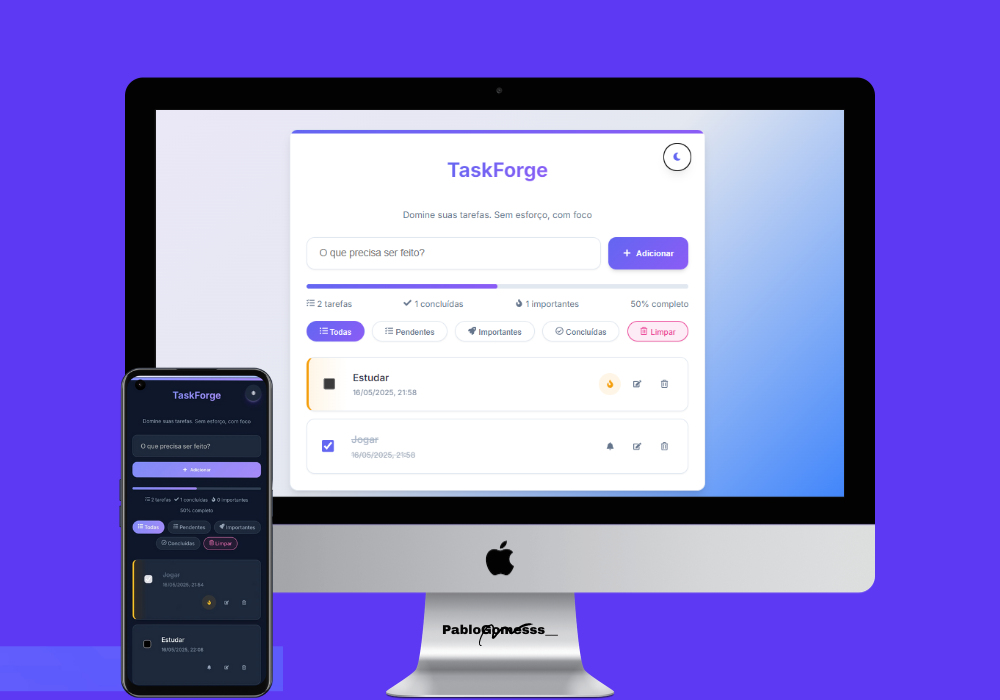 TaskForge
Domine suas tarefas. Sem esforço, com foco
O que precisa ser feito?
+ Adicionar
2 tarefas 1 concluídas 1 importantes 50% completo
Todas Pendentes Importantes Concluídas Limpar
Estudar
16/05/2025, 21:58
Jogar
16/05/2025, 21:58
TaskForge
Domine suas tarefas. Sem esforço, com foco
O que precisa ser feito?
+ Adicionar
2 tarefas 1 concluídas 0 importantes
50% completo
Todas Pendentes Importantes
Concluídas Limpar
Jogar
16/05/2025, 21:54
Estudar
16/05/2025, 22:06
PabloGomesss__